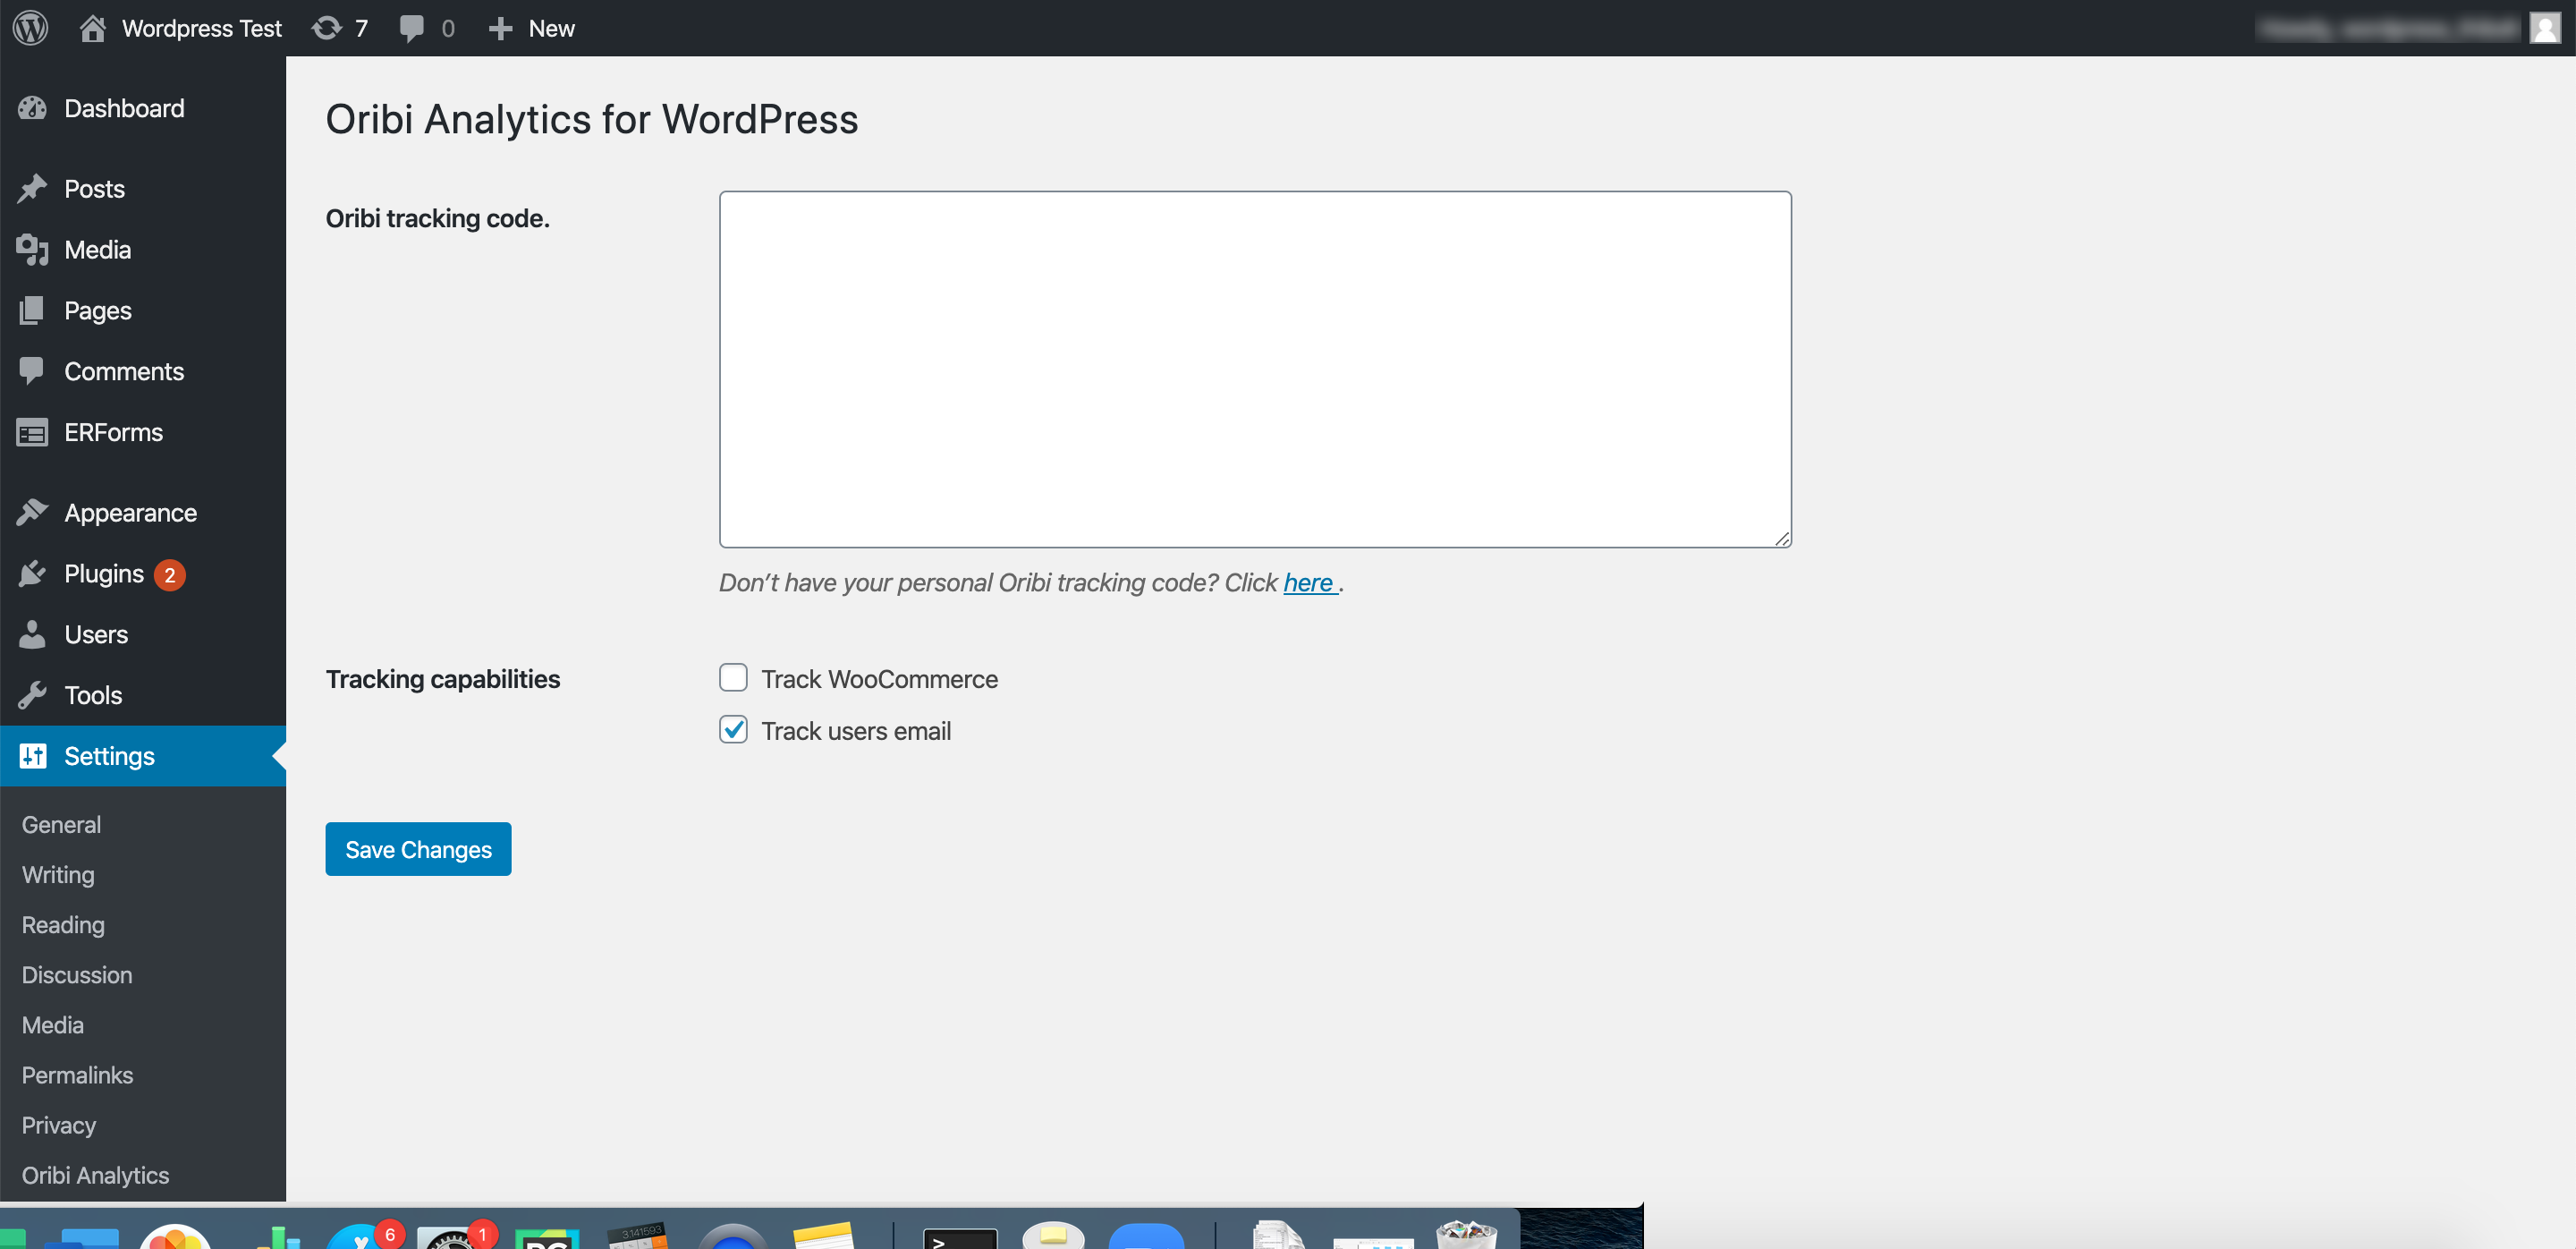 Wordpress Test 7 0 New
Dashboard
Posts
Media
Pages
Comments
ERForms
Appearance
Plugins 2
Users
Tools
Settings
General
Writing
Reading
Discussion
Media
Permalinks
Privacy
Oribi Analytics
Oribi Analytics for WordPress
Oribi tracking code.
Don’t have your personal Oribi tracking code? Click here .
Tracking capabilities
Track WooCommerce
Track users email
Save Changes
6 1 3.141593